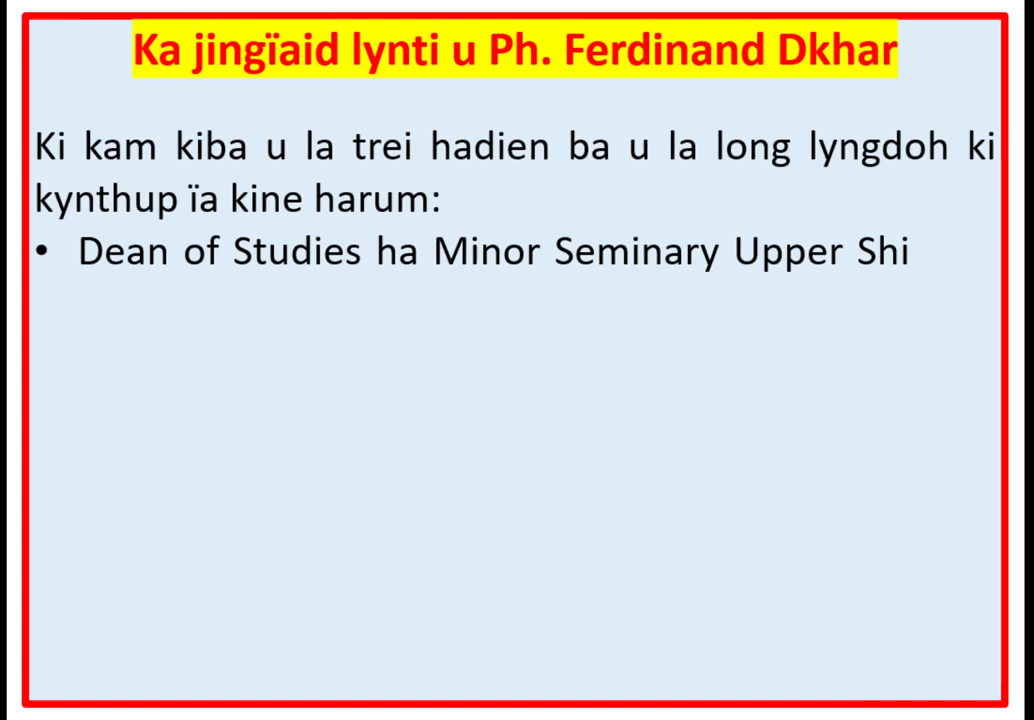 Ka jingïaid lynti u Ph. Ferdinand Dkhar
Ki kam kiba u la trei hadien ba u la long lyngdoh ki
kynthup ïa kine harum:
• Dean of Studies ha Minor Seminary Upper Shi